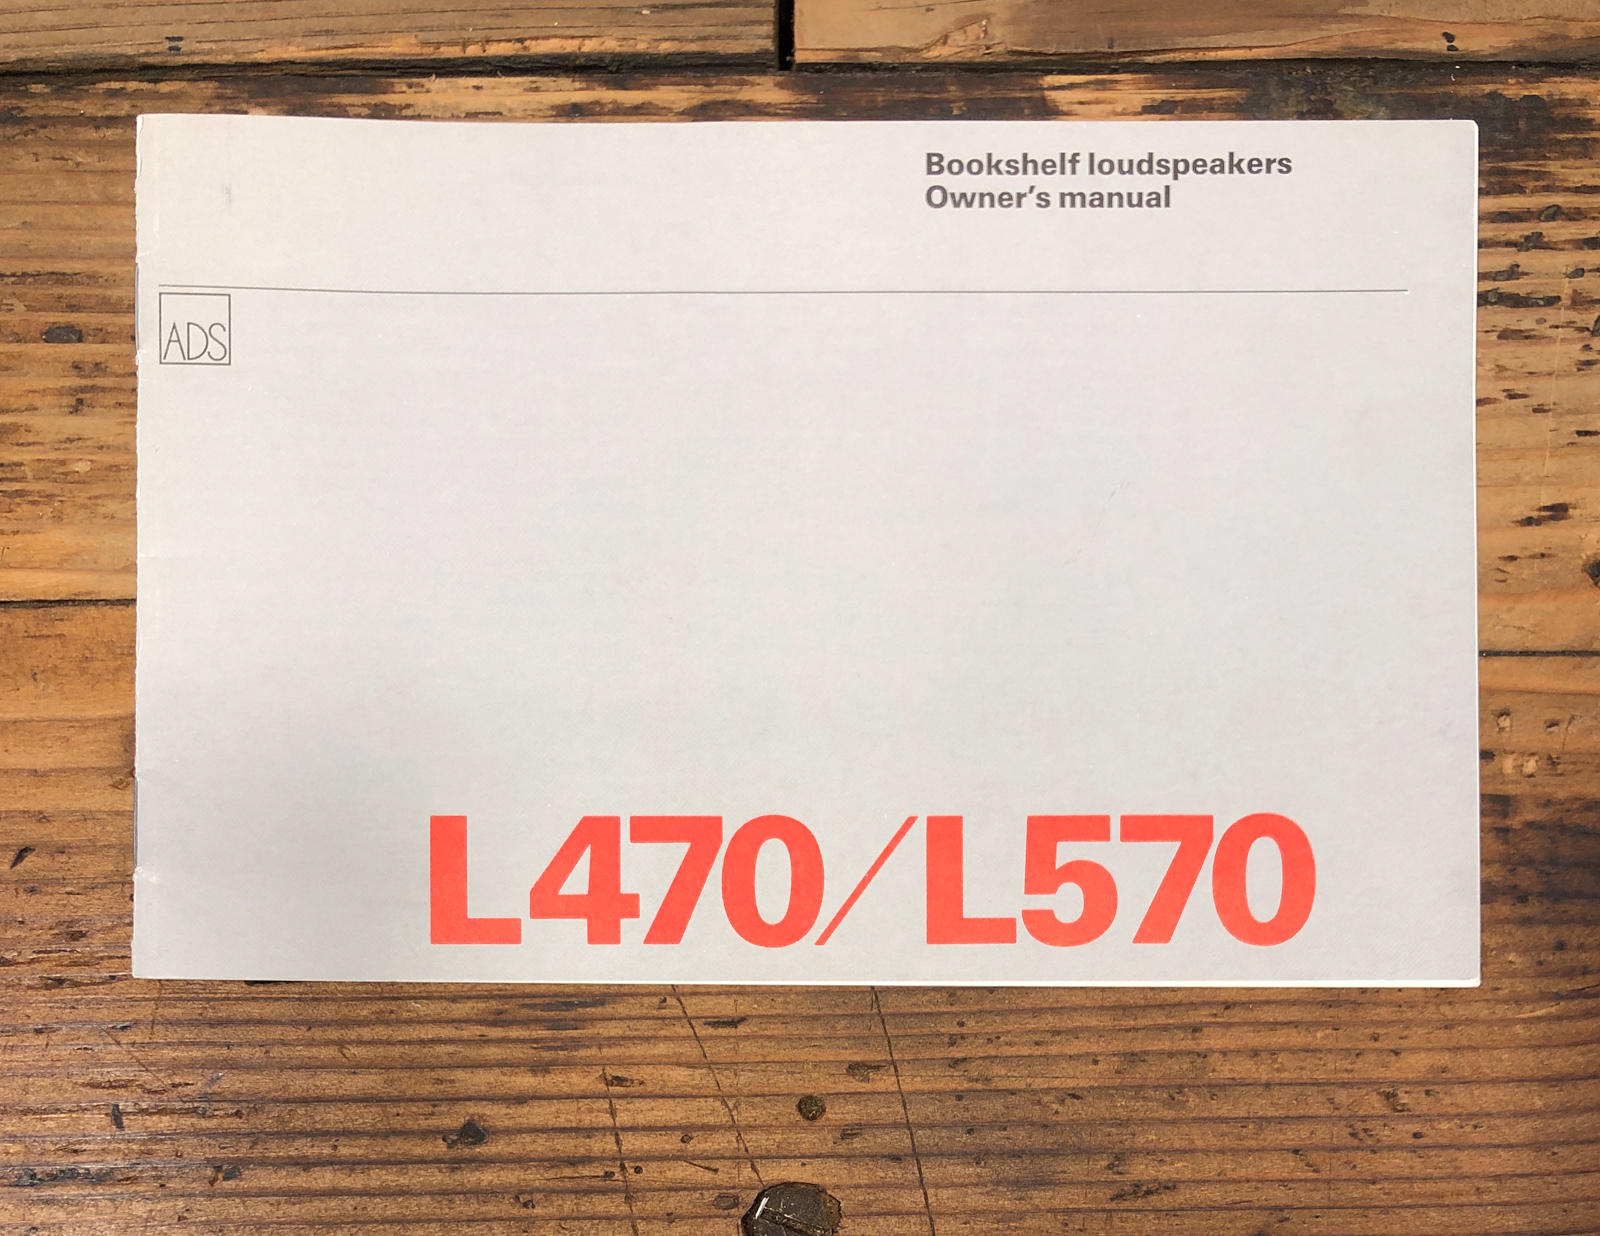 Bookshelf loudspeakers
Owner's manual
ADS
L470/L570